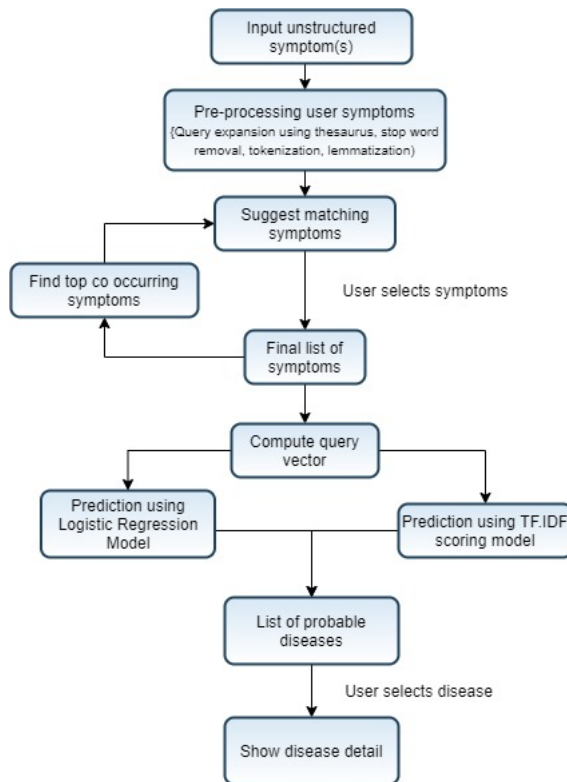 Input unstructured
symptom(s)
Pre-processing user symptoms
{Query expansion using thesaurus, stop word
removal, tokenization, lemmatization)
Suggest matching
symptoms
Find top co occurring
symptoms
User selects symptoms
Final list of
symptoms
Compute query
vector
Prediction using
Logistic Regression
Model
Prediction using TF.IDF
scoring model
List of probable
diseases
User selects disease
Show disease detail